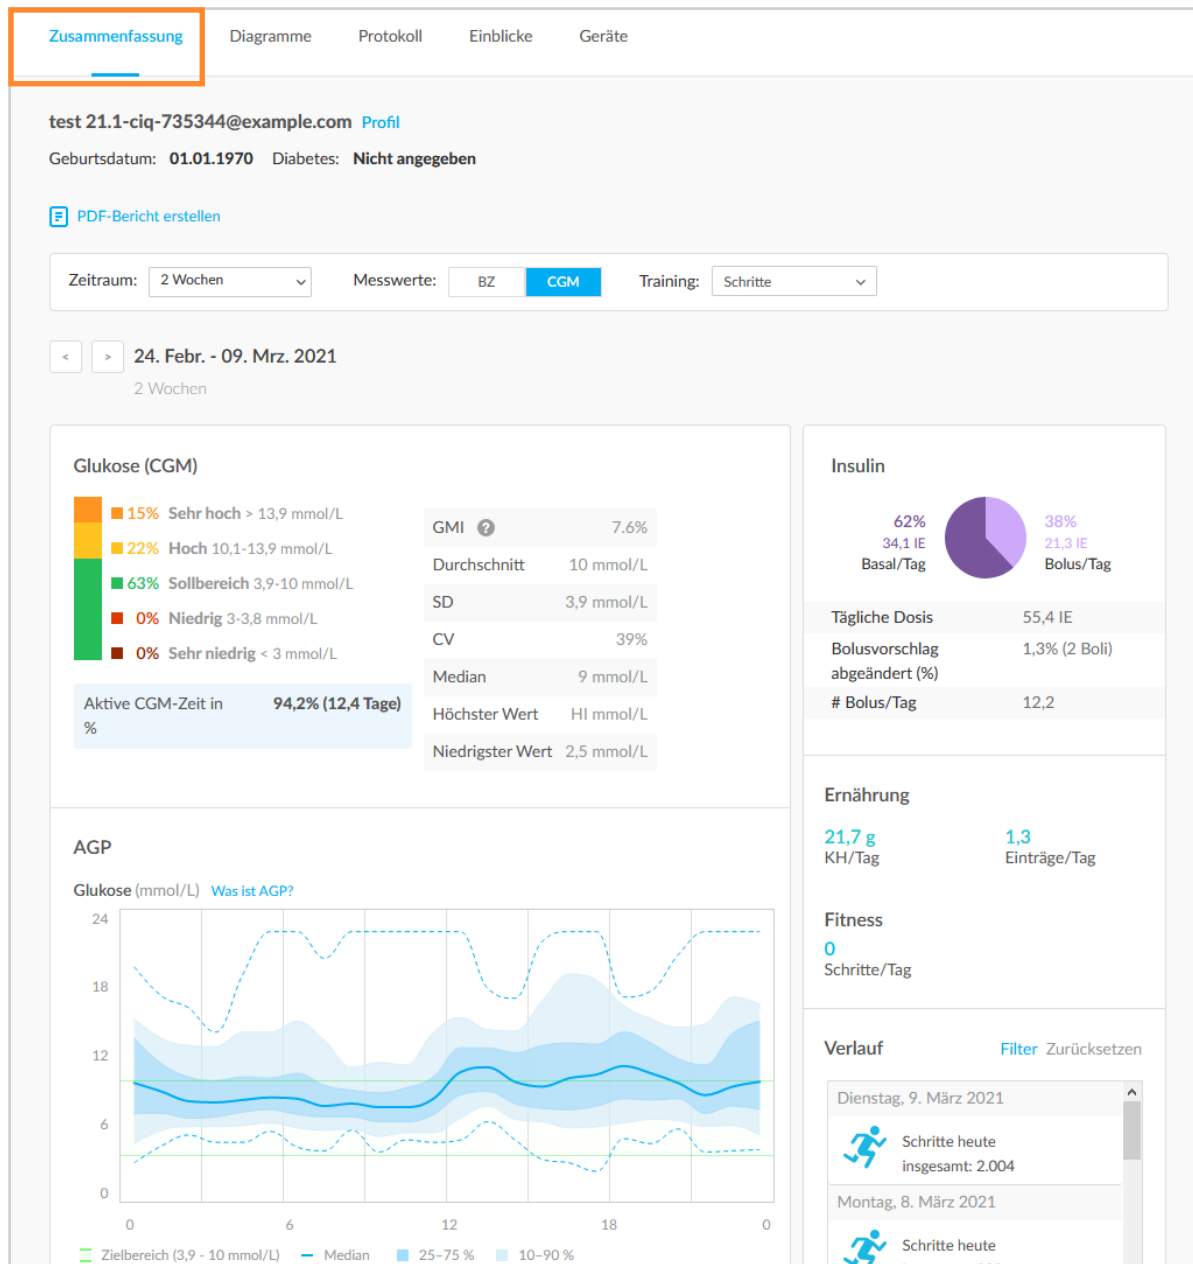 Zusammenfassung Diagramme Protokoll Einblicke Geräte
test 21.1-ciq-735344@example.com Profil
Geburtsdatum: 01.01.1970 Diabetes: Nicht angegeben
PDF-Bericht erstellen
Zeitraum: 2 Wochen Messwerte: BZ CGM Training: Schritte
< > 24. Febr. - 09. Mrz. 2021
2 Wochen
Glukose (CGM)
15% Sehr hoch > 13,9 mmol/L
22% Hoch 10,1-13,9 mmol/L
63% Sollbereich 3,9-10 mmol/L
0% Niedrig 3-3,8 mmol/L
0% Sehr niedrig < 3 mmol/L
Aktive CGM-Zeit in 94,2% (12,4 Tage)
%
GMI ? 7.6%
Durchschnitt 10 mmol/L
SD 3,9 mmol/L
CV 39%
Median 9 mmol/L
Höchster Wert HI mmol/L
Niedrigster Wert 2,5 mmol/L
AGP
Glukose (mmol/L) Was ist AGP?
24
18
12
6
0
0 6 12 18 0
Zielbereich (3,9 - 10 mmol/L) Median 25–75 % 10–90 %
Insulin
62% 38%
34,1 IE 21,3 IE
Basal/Tag Bolus/Tag
Tägliche Dosis 55,4 IE
Bolusvorschlag 1,3% (2 Boli)
abgeändert (%)
# Bolus/Tag 12,2
Ernährung
21,7 g 1,3
KH/Tag Einträge/Tag
Fitness
0
Schritte/Tag
Verlauf Filter Zurücksetzen
Dienstag, 9. März 2021
Schritte heute
insgesamt: 2.004
Montag, 8. März 2021
Schritte heute